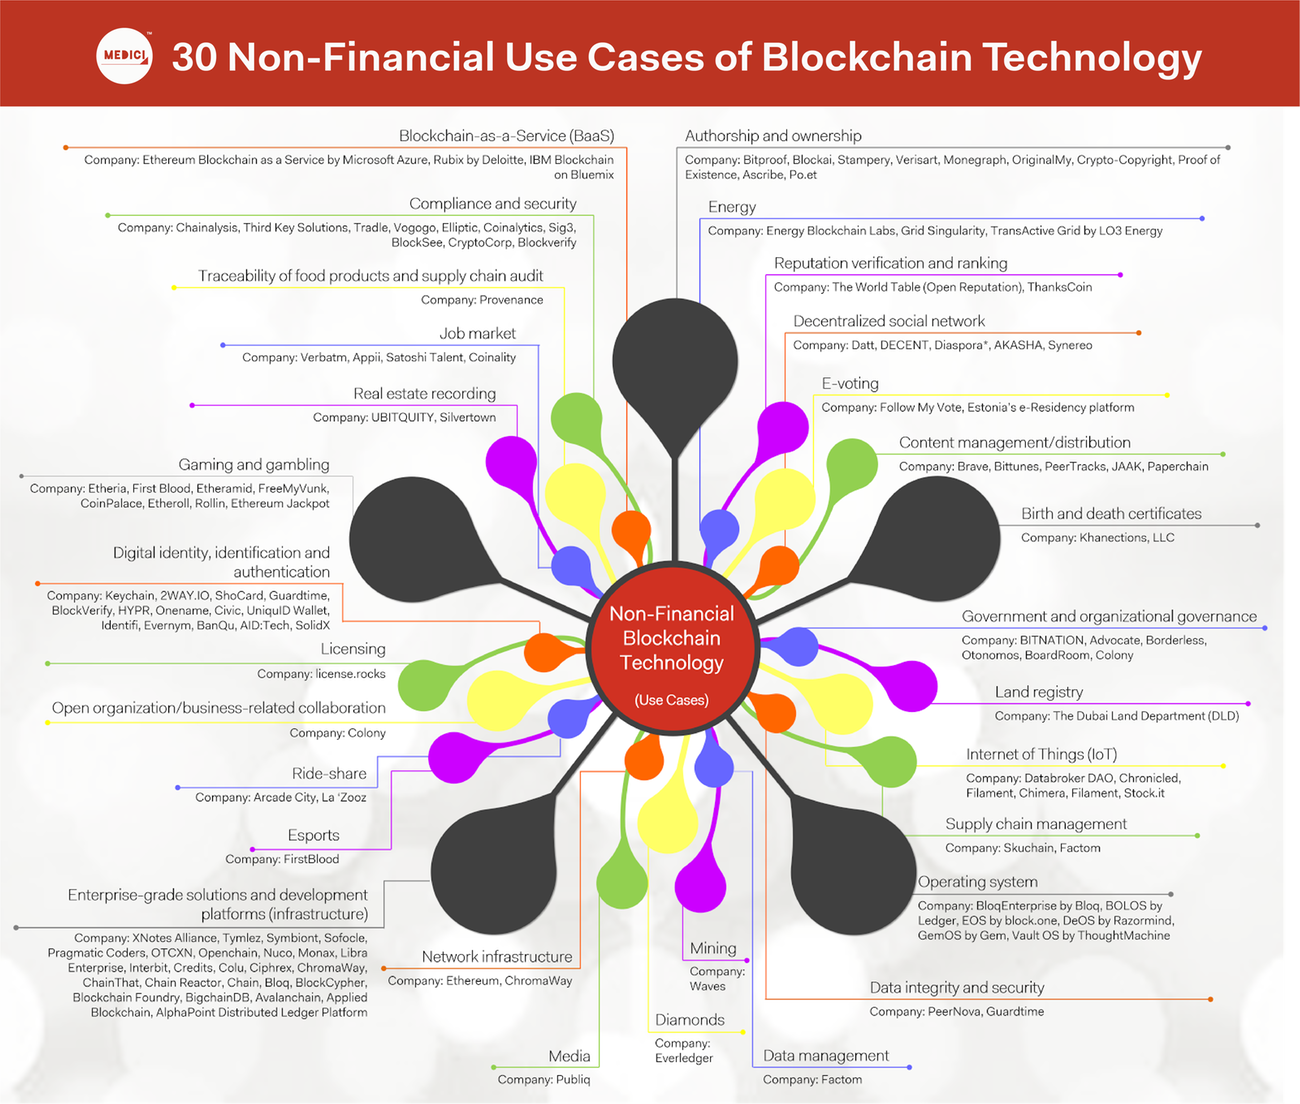 MEDICI
TM
30 Non-Financial Use Cases of Blockchain Technology
Blockchain-as-a-Service (BaaS)
Company: Ethereum Blockchain as a Service by Microsoft Azure, Rubix by Deloitte, IBM Blockchain
on Bluemix
Compliance and security
Company: Chainalysis, Third Key Solutions, Tradle, Vogogo, Elliptic, Coinalytics, Sig3,
BlockSee, CryptoCorp, Blockverify
Traceability of food products and supply chain audit
Company: Provenance
Job market
Company: Verbatm, Appii, Satoshi Talent, Coinality
Real estate recording
Company: UBITQUITY, Silvertown
Gaming and gambling
Company: Etheria, First Blood, Etheramid, FreeMyVunk,
CoinPalace, Etheroll, Rollin, Ethereum Jackpot
Digital identity, identification and
authentication
Company: Keychain, 2WAY.IO, ShoCard, Guardtime,
BlockVerify, HYPR, Onename, Civic, UniquID Wallet,
Identifi, Evernym, BanQu, AID:Tech, SolidX
Licensing
Company: license.rocks
Open organization/business-related collaboration
Company: Colony
Ride-share
Company: Arcade City, La ‘Zooz
Esports
Company: FirstBlood
Enterprise-grade solutions and development
platforms (infrastructure)
Company: XNotes Alliance, Tymlez, Symbiont, Sofocle,
Pragmatic Coders, OTCXN, Openchain, Nuco, Monax, Libra
Enterprise, Interbit, Credits, Colu, Ciphrex, ChromaWay,
ChainThat, Chain Reactor, Chain, Bloq, BlockCypher,
Blockchain Foundry, BigchainDB, Avalanchain, Applied
Blockchain, AlphaPoint Distributed Ledger Platform
Network infrastructure
Company: Ethereum, ChromaWay
Media
Company: Publiq
Non-Financial
Blockchain
Technology
(Use Cases)
Authorship and ownership
Company: Bitproof, Blockai, Stampery, Verisart, Monegraph, OriginalMy, Crypto-Copyright, Proof of
Existence, Ascribe, Po.et
Energy
Company: Energy Blockchain Labs, Grid Singularity, TransActive Grid by LO3 Energy
Reputation verification and ranking
Company: The World Table (Open Reputation), ThanksCoin
Decentralized social network
Company: Datt, DECENT, Diaspora*, AKASHA, Synereo
E-voting
Company: Follow My Vote, Estonia's e-Residency platform
Content management/distribution
Company: Brave, Bittunes, PeerTracks, JAAK, Paperchain
Birth and death certificates
Company: Khanections, LLC
Government and organizational governance
Company: BITNATION, Advocate, Borderless,
Otonomos, BoardRoom, Colony
Land registry
Company: The Dubai Land Department (DLD)
Internet of Things (IoT)
Company: Databroker DAO, Chronicled,
Filament, Chimera, Filament, Stock.it
Supply chain management
Company: Skuchain, Factom
Operating system
Company: BloqEnterprise by Bloq, BOLOS by
Ledger, EOS by block.one, DeOS by Razormind,
GemOS by Gem, Vault OS by ThoughtMachine
Data integrity and security
Company: PeerNova, Guardtime
Mining
Company:
Waves
Diamonds
Company:
Everledger
Data management
Company: Factom